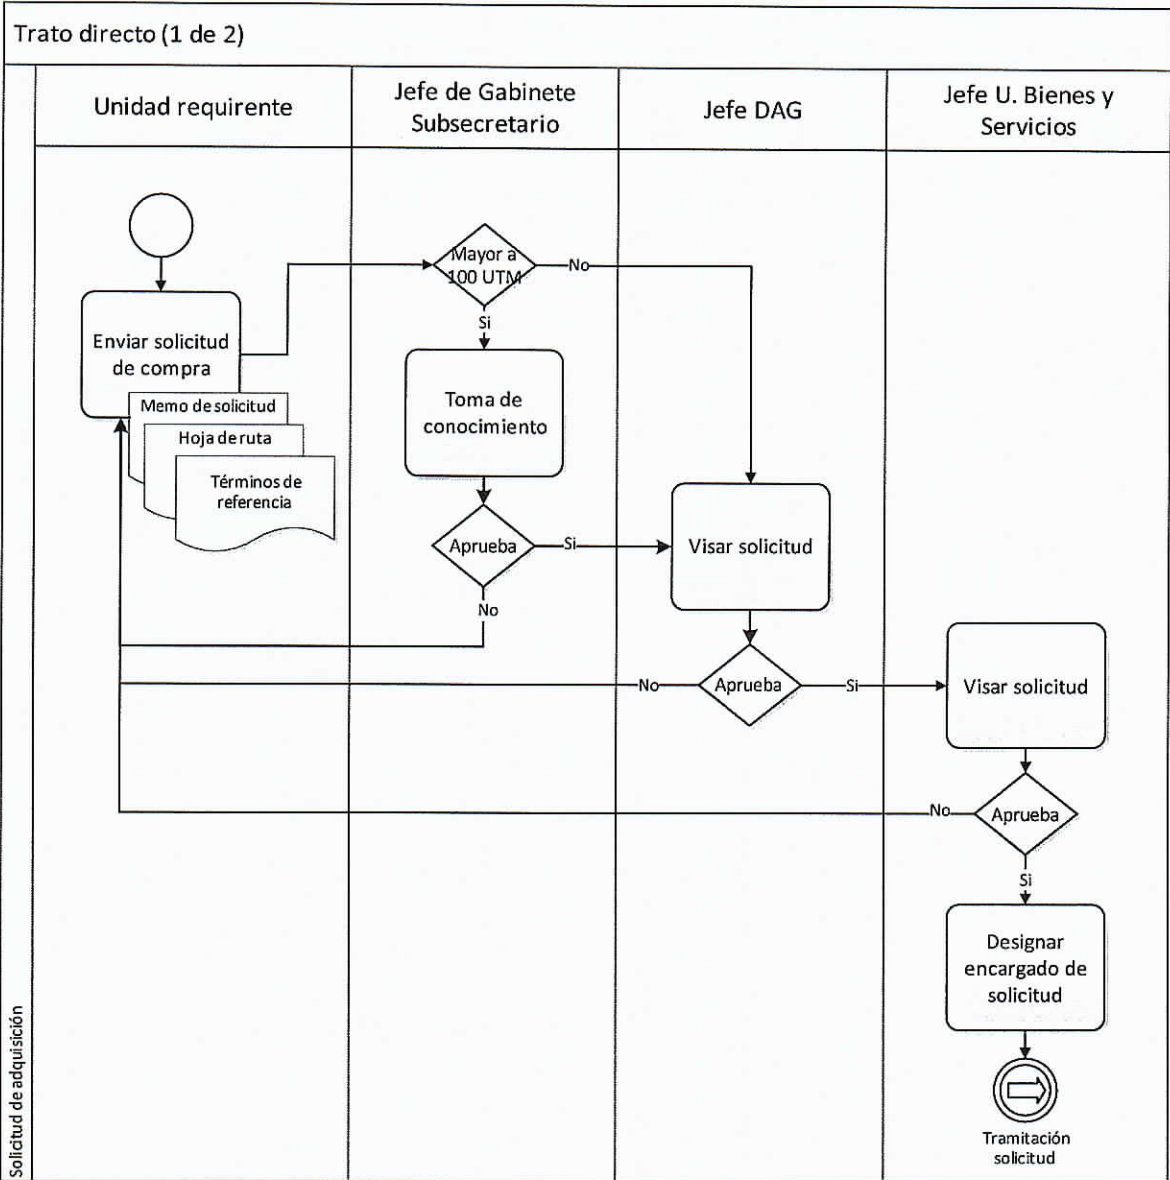 Trato directo (1 de 2)
Unidad requirente
Jefe de Gabinete
Subsecretario
Jefe DAG
Jefe U. Bienes y
Servicios
Mayor a
100 UTM
No
Si
Enviar solicitud
de compra
Memo de solicitud
Hoja de ruta
Términos de
referencia
Toma de
conocimiento
Aprueba
Si
No
Visar solicitud
Aprueba
No
Si
Visar solicitud
Aprueba
No
Si
Designar
encargado de
solicitud
Tramitación
solicitud
Solicitud de adquisición